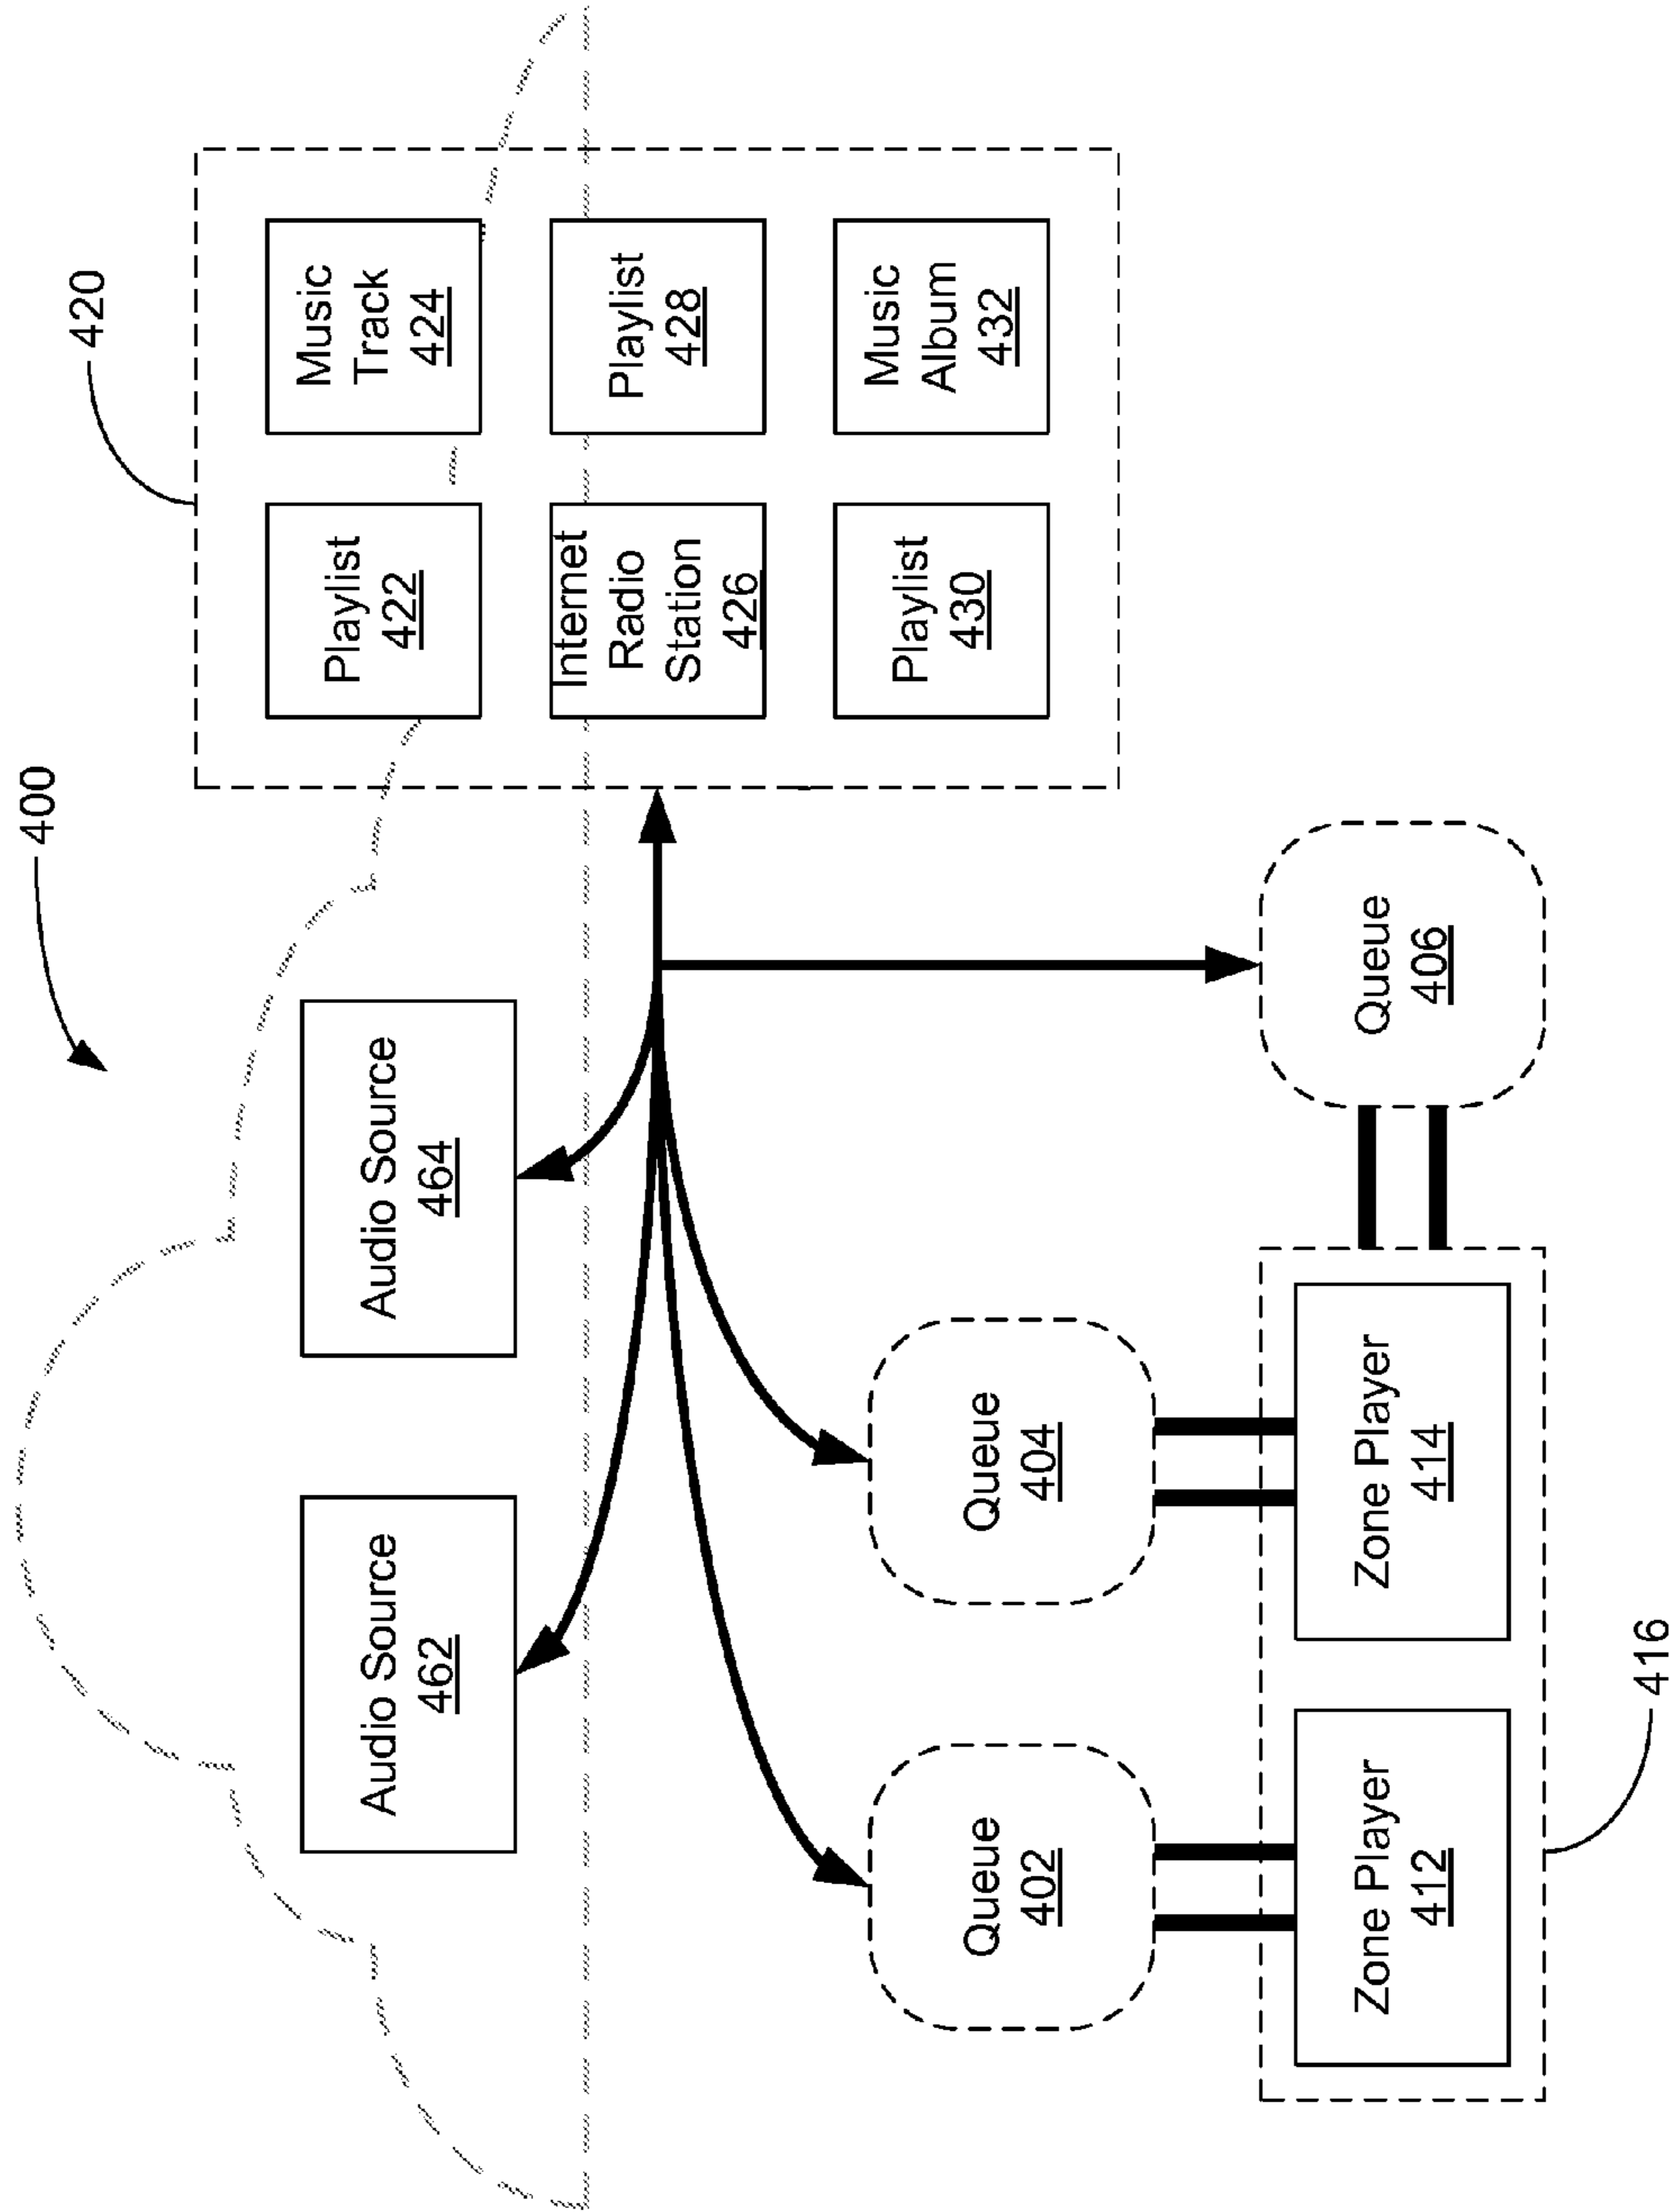 400
420
Audio Source
462
Audio Source
464
Playlist
422
Music
Track
424
Internet
Radio
Station
426
Playlist
428
Playlist
430
Music
Album
432
Queue
402
Queue
404
Queue
406
Zone Player
412
Zone Player
414
416